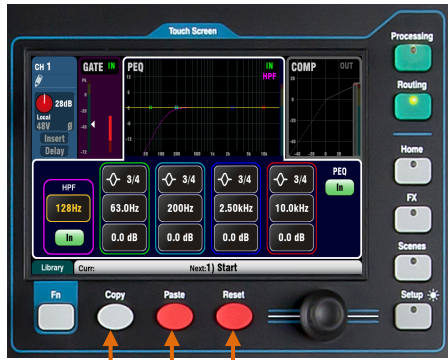 Touch Screen
Processing
Routing
Home
FX
Scenes
Setup
CH 1
GATE IN
PEQ
IN
HPF
COMP
OUT
28dB
Local
48V Ø
Insert
Delay
HPF
128Hz
In
3/4
63.0Hz
0.0 dB
3/4
200Hz
0.0 dB
3/4
2.50kHz
0.0 dB
3/4
10.0kHz
0.0 dB
PEQ
In
Library
Curr:
Next:1) Start
Fn
Copy
Paste
Reset